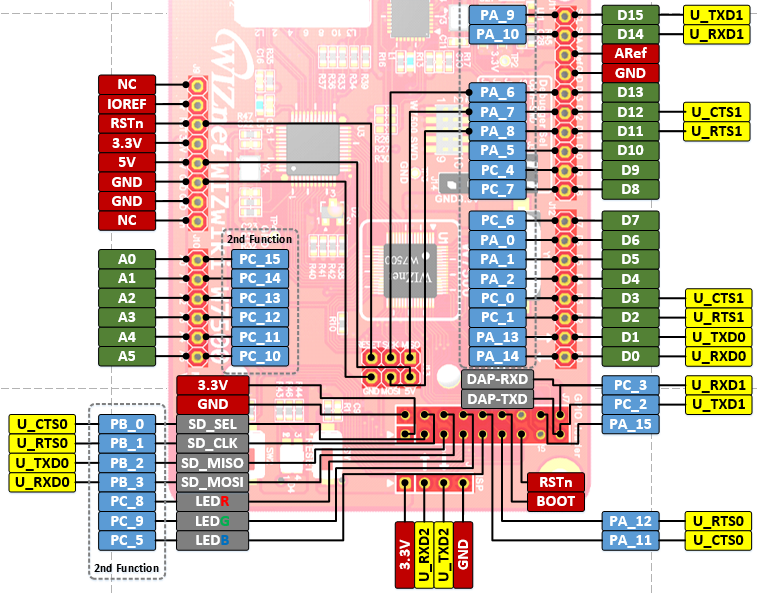 PA_9 D15 U_TXD1
PA_10 D14 U_RXD1
ARef
GND
NC PA_6 D13
IOREF PA_7 D12 U_CTS1
RSTn PA_8 D11 U_RTS1
3.3V PA_5 D10
5V PC_4 D9
GND PC_7 D8
GND
NC PC_6 D7
2nd Function PA_0 D6
A0 PC_15 PA_1 D5
A1 PC_14 PA_2 D4
A2 PC_13 PC_0 D3 U_CTS1
A3 PC_12 PC_1 D2 U_RTS1
A4 PC_11 PA_13 D1 U_TXD0
A5 PC_10 PA_14 D0 U_RXD0
WIZnet
GND MOSI 5V
3.3V DAP-RXD PC_3 U_RXD1
GND DAP-TXD PC_2 U_TXD1
U_CTS0 PB_0 SD_SEL PA_15
U_RTS0 PB_1 SD_CLK
U_TXD0 PB_2 SD_MISO
U_RXD0 PB_3 SD_MOSI RSTn
PC_8 LEDR BOOT
PC_9 LEDG PA_12 U_RTS0
PC_5 LEDB PA_11 U_CTS0
2nd Function
3.3V
U_RXD2
U_TXD2
GND